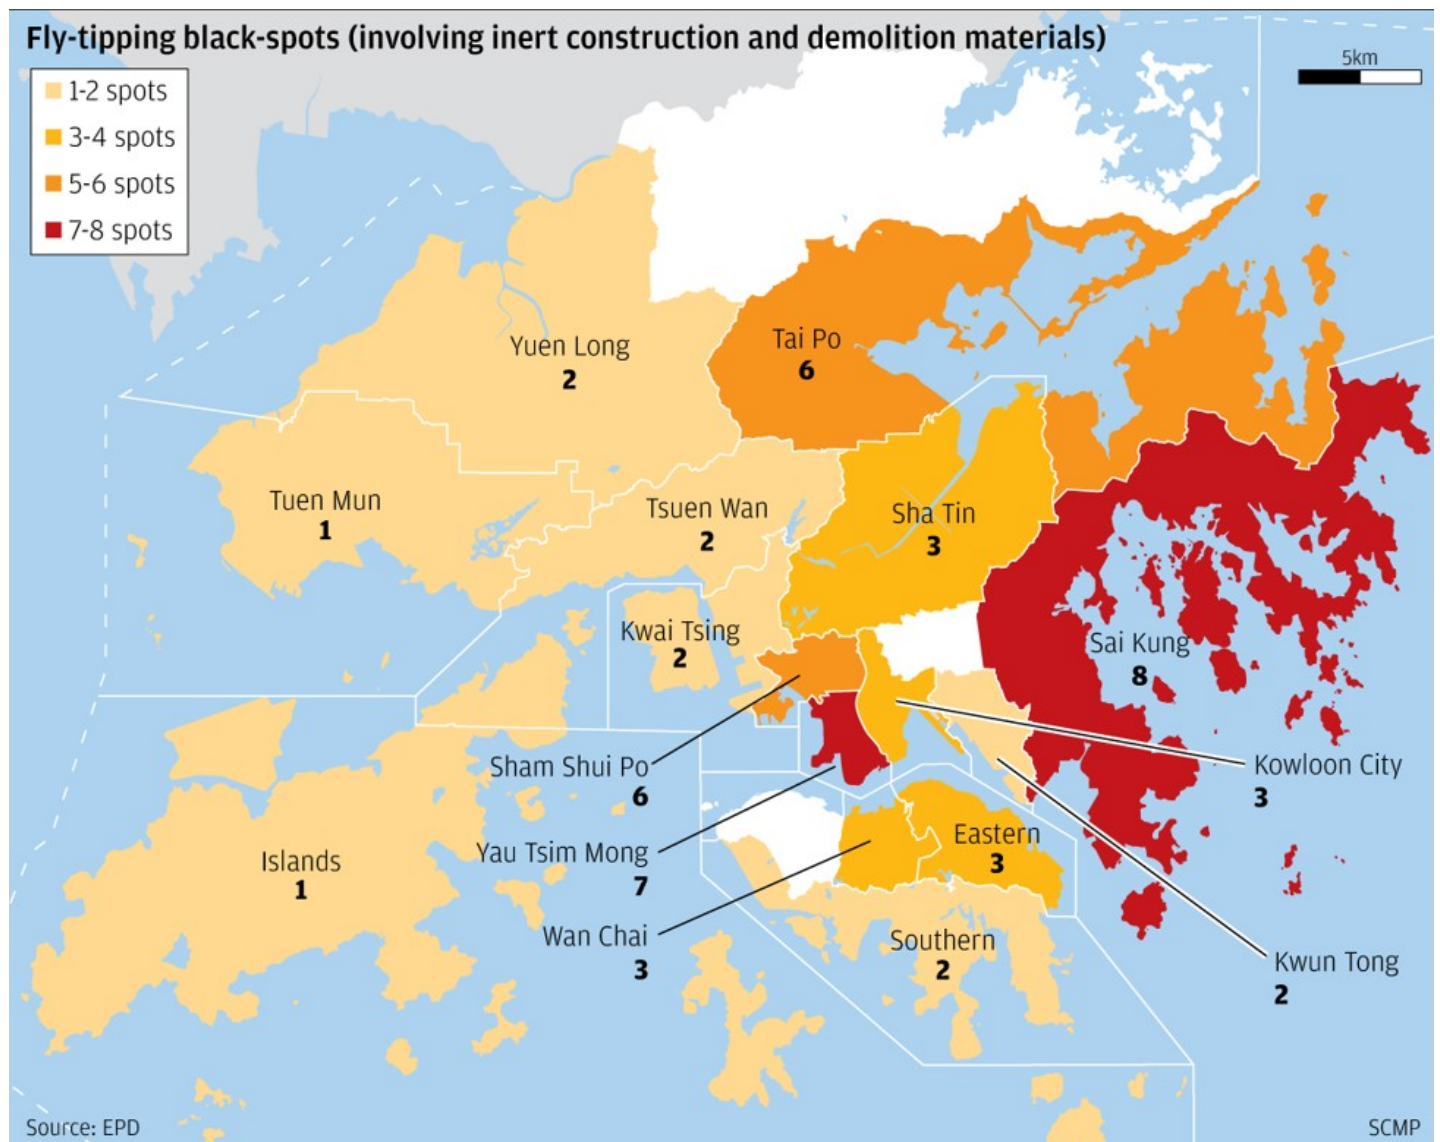 Fly-tipping black-spots (involving inert construction and demolition materials)
5km
1-2 spots
3-4 spots
5-6 spots
7-8 spots
Yuen Long
2
Tai Po
6
Tuen Mun
1
Tsuen Wan
2
Sha Tin
3
Kwai Tsing
2
Sai Kung
8
Sham Shui Po
6
Kowloon City
3
Yau Tsim Mong
7
Eastern
3
Islands
1
Wan Chai
3
Southern
2
Kwun Tong
2
Source: EPD
SCMP